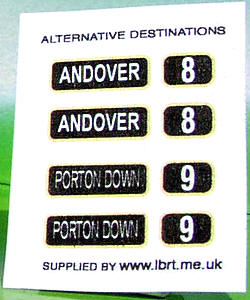 ALTERNATIVE DESTINATIONS
ANDOVER 8
ANDOVER 8
PORTON DOWN 9
PORTON DOWN 9
SUPPLIED BY www.lbrt.me.uk